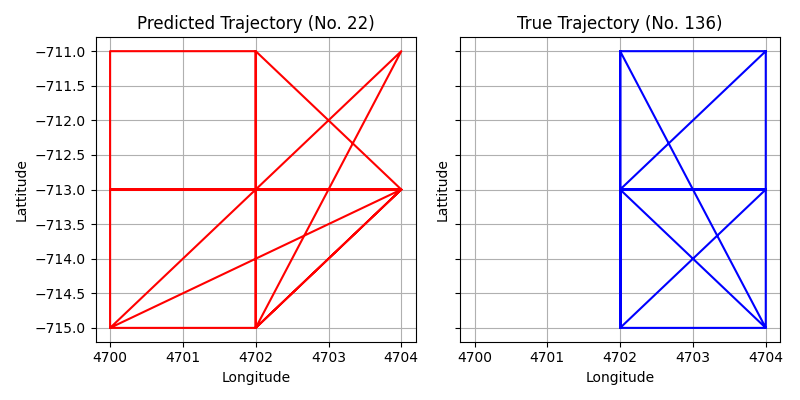 Predicted Trajectory (No. 22)
True Trajectory (No. 136)
−711.0
−711.5
−712.0
−712.5
−713.0
−713.5
−714.0
−714.5
−715.0
Lattitude
Lattitude
4700 4701 4702 4703 4704
4700 4701 4702 4703 4704
Longitude
Longitude